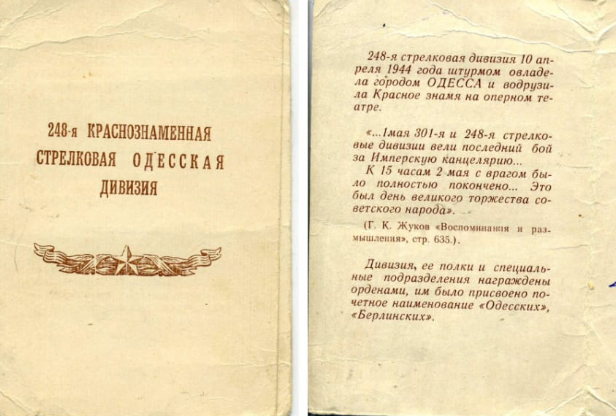 248-я КРАСНОЗНАМЕННАЯ
СТРЕЛКОВАЯ ОДЕССКАЯ
ДИВИЗИЯ
248-я стрелковая дивизия 10 ап-
реля 1944 года штурмом овладе-
ла городом ОДЕССА и водрузи-
ла Красное знамя на оперном те-
атре.
«...1мая 301-я и 248-я стрелко-
вые дивизии вели последний бой
за Имперскую канцелярию...
К 15 часам 2 мая с врагом бы-
ло полностью покончено... Это
был день великого торжества со-
ветского народа».
(Г. К. Жуков «Воспоминания и раз-
мышления», стр. 635.).
Дивизия, ее полки и специаль-
ные подразделения награждены
орденами, им было присвоено по-
четное наименование «Одесских»,
«Берлинских».